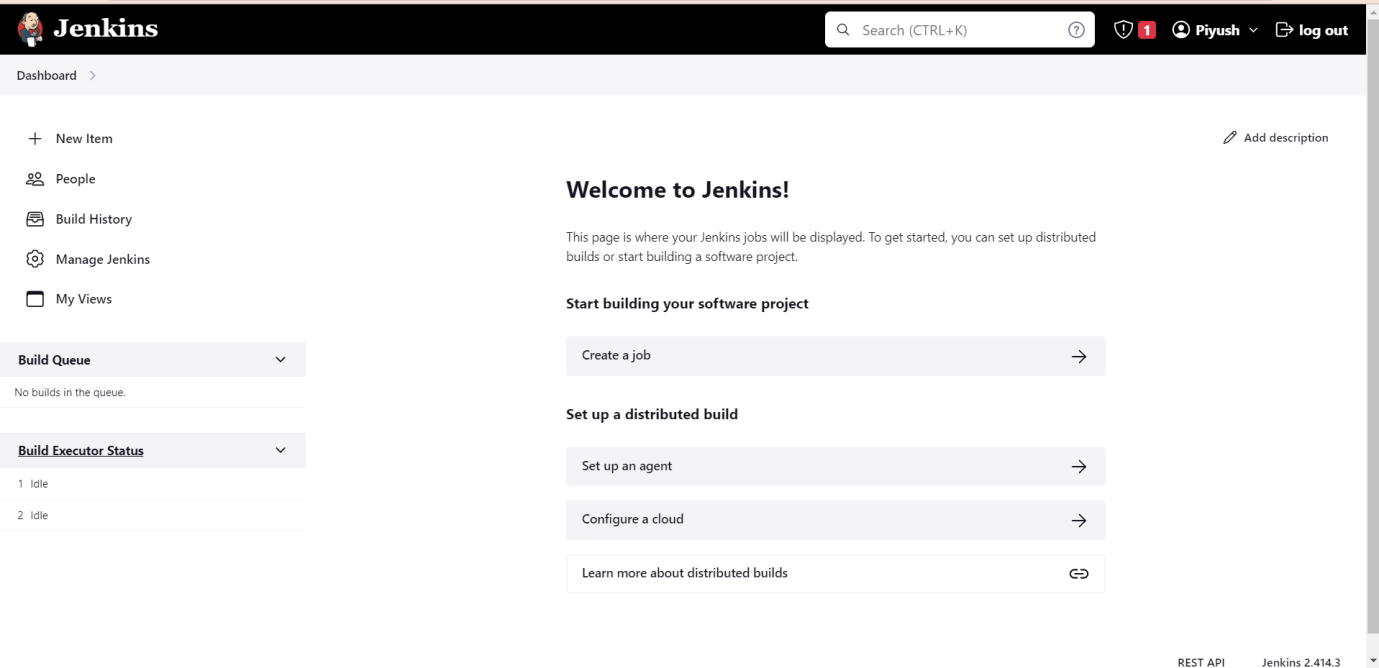 Jenkins
Search (CTRL+K)
1
Piyush
log out
Dashboard
New Item
People
Build History
Manage Jenkins
My Views
Build Queue
No builds in the queue.
Build Executor Status
1 Idle
2 Idle
Add description
Welcome to Jenkins!
This page is where your Jenkins jobs will be displayed. To get started, you can set up distributed
builds or start building a software project.
Start building your software project
Create a job
Set up a distributed build
Set up an agent
Configure a cloud
Learn more about distributed builds
REST API
Jenkins 2.414.3